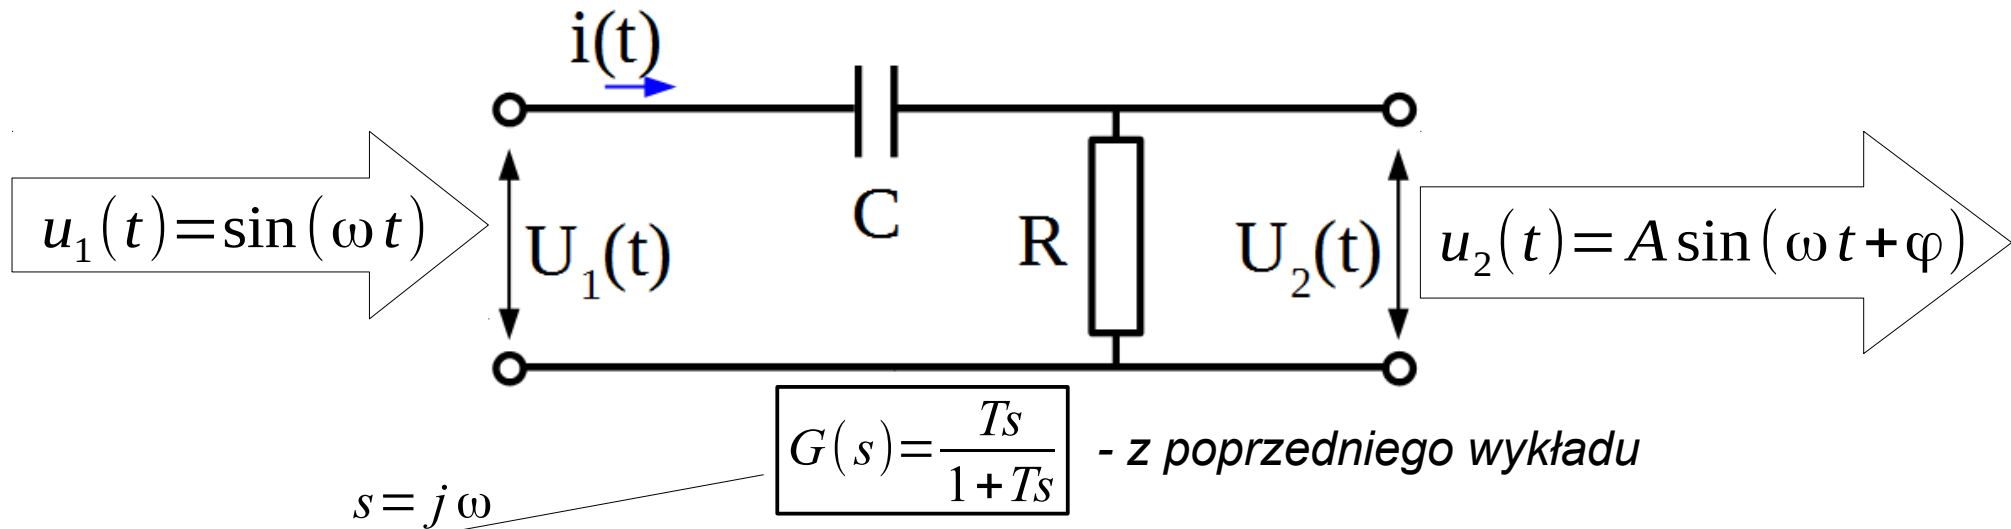 i(t)
u₁(t)=sin(ωt)
U₁(t)
C
R
U₂(t)
u₂(t)=A sin(ωt+φ)
G(s)=Ts/(1+Ts) - z poprzedniego wykładu
s=jω